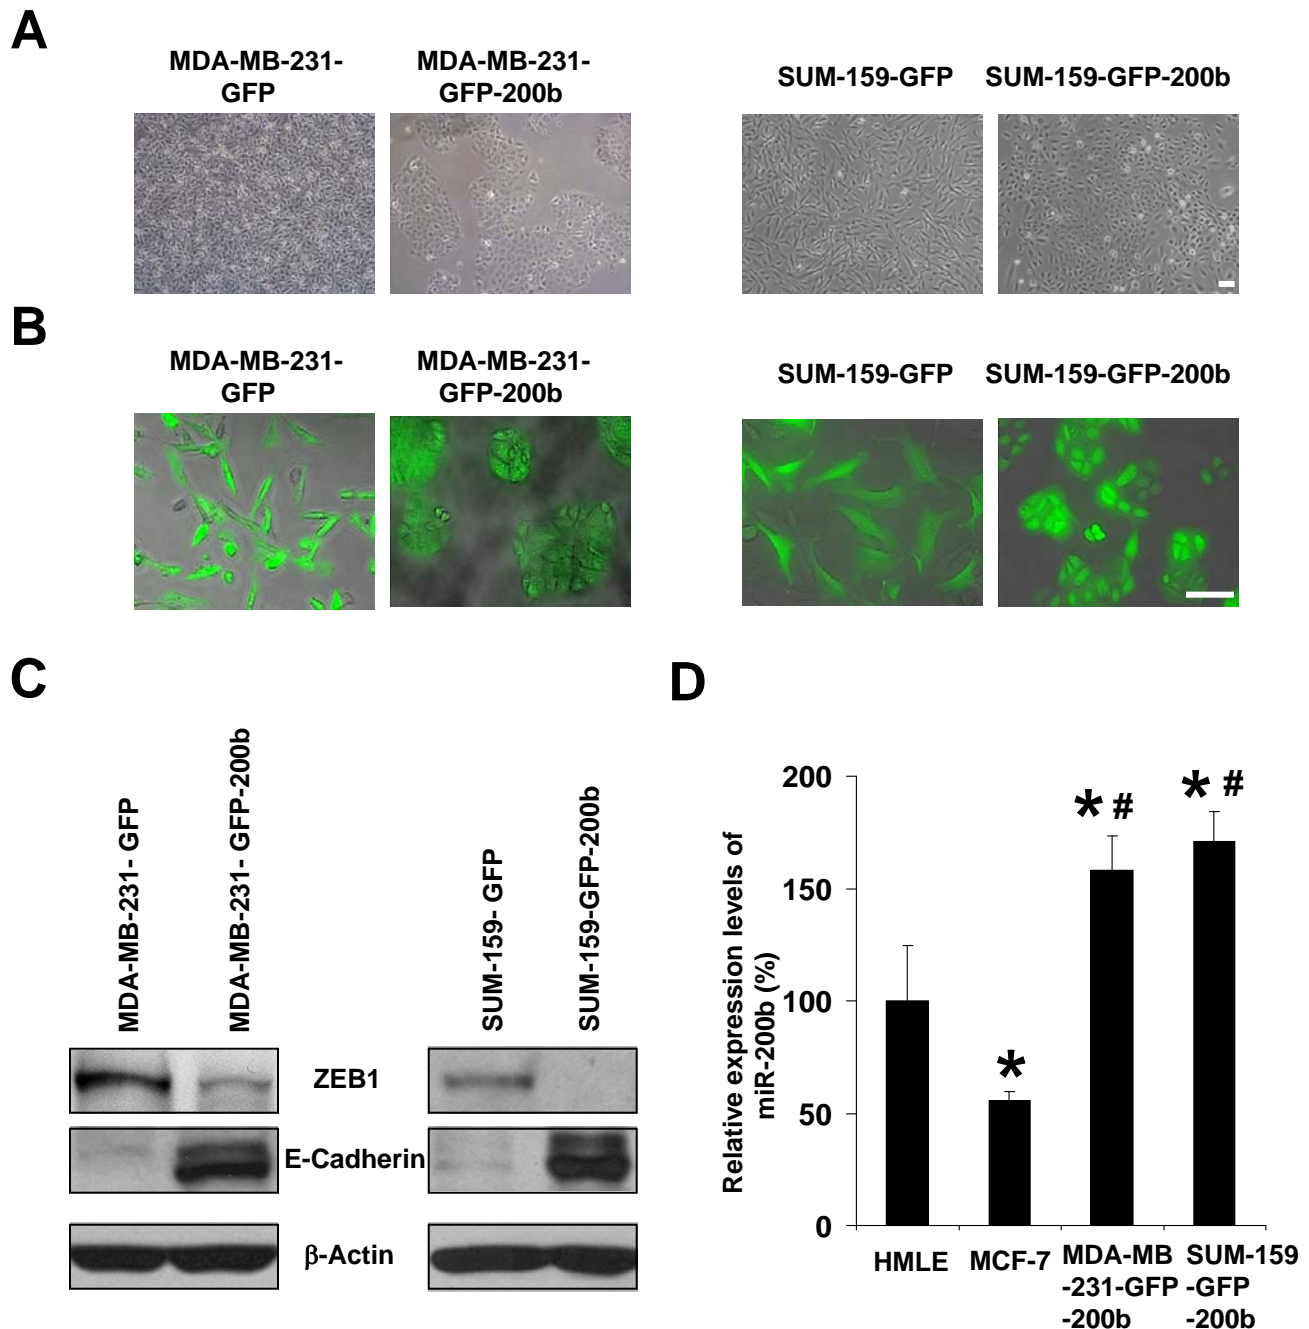 A
MDA-MB-231-
GFP
MDA-MB-231-
GFP-200b
SUM-159-GFP
SUM-159-GFP-200b
B
MDA-MB-231-
GFP
MDA-MB-231-
GFP-200b
SUM-159-GFP
SUM-159-GFP-200b
C
MDA-MB-231- GFP
MDA-MB-231- GFP-200b
SUM-159- GFP
SUM-159-GFP-200b
ZEB1
E-Cadherin
β-Actin
D
Relative expression levels of
miR-200b (%)
200
150
100
50
0
*
* #
* #
HMLE
MCF-7
MDA-MB
-231-GFP
-200b
SUM-159
-GFP
-200b